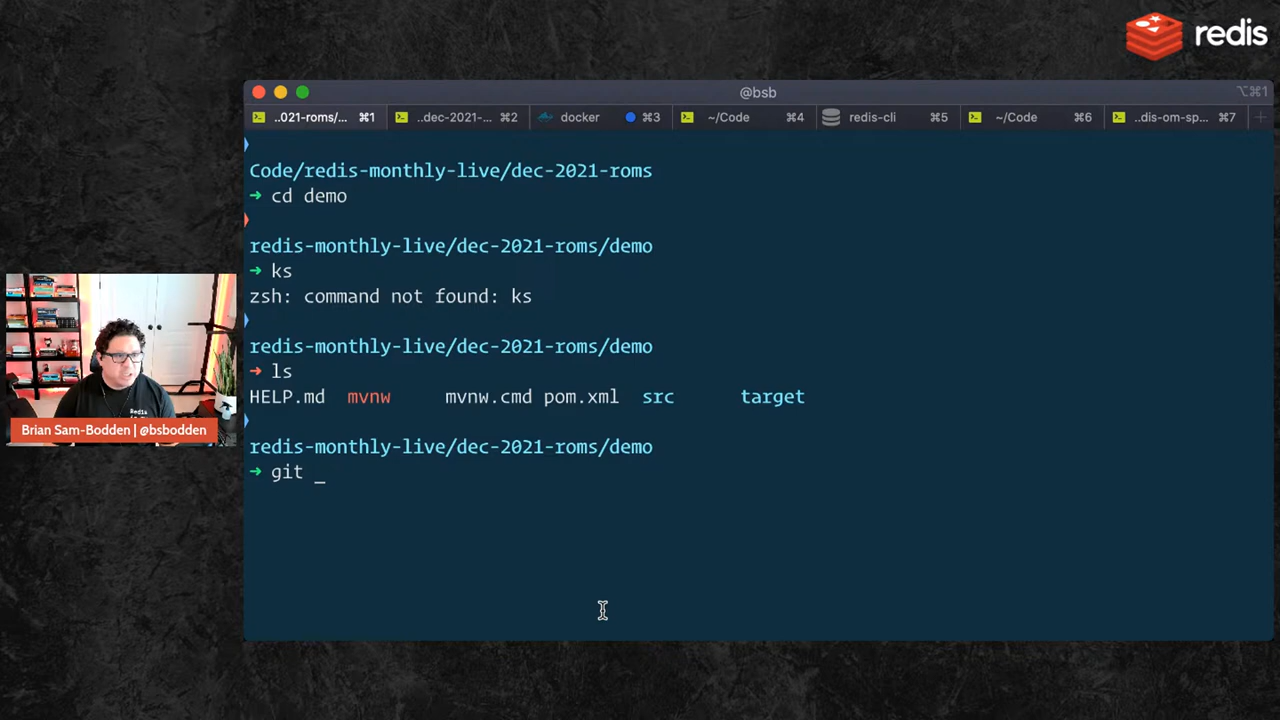 redis
@bsb
⌥⌘1
..021-roms/... ⌘1 ..dec-2021-... ⌘2 docker ⌘3 ~/Code ⌘4 redis-cli ⌘5 ~/Code ⌘6 ..dis-om-sp... ⌘7 +
Code/redis-monthly-live/dec-2021-roms
➜ cd demo
redis-monthly-live/dec-2021-roms/demo
➜ ks
zsh: command not found: ks
redis-monthly-live/dec-2021-roms/demo
➜ ls
HELP.md mvnw mvnw.cmd pom.xml src target
redis-monthly-live/dec-2021-roms/demo
➜ git _
Redis
Brian Sam-Bodden | @bsbodden